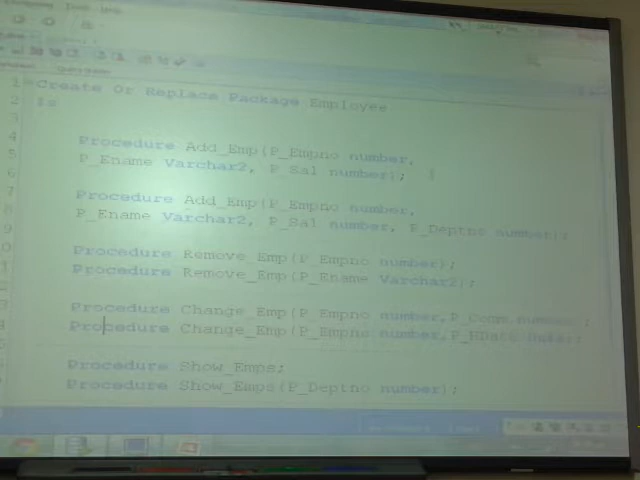 Create Or Replace Package Employee
Is
Procedure Add_Emp(P_Empno number,
P_Ename Varchar2, P_Sal number);
Procedure Add_Emp(P_Empno number,
P_Ename Varchar2, P_Sal number, P_Deptno number);
Procedure Remove_Emp(P_Empno number);
Procedure Remove_Emp(P_Ename Varchar2);
Procedure Change_Emp(P_Empno number,P_Comm number);
Procedure Change_Emp(P_Empno number,P_HDate date);
Procedure Show_Emps;
Procedure Show_Emps(P_Deptno number);